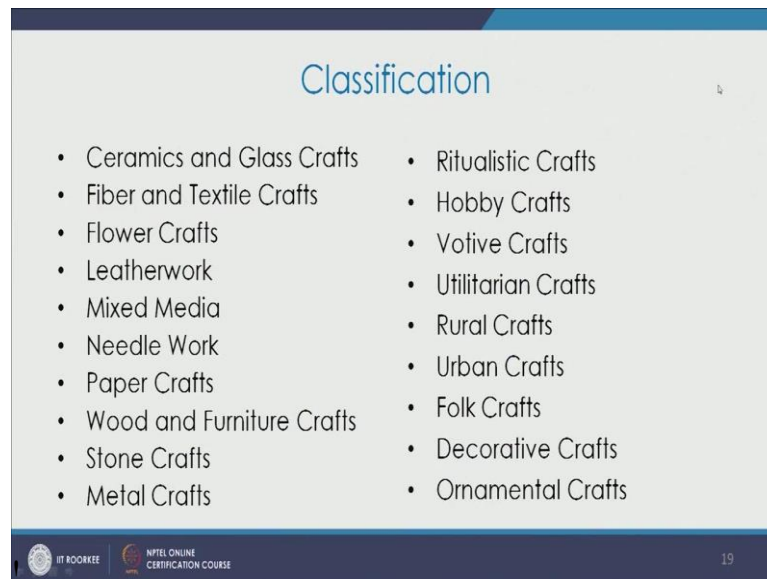 Classification
• Ceramics and Glass Crafts
• Fiber and Textile Crafts
• Flower Crafts
• Leatherwork
• Mixed Media
• Needle Work
• Paper Crafts
• Wood and Furniture Crafts
• Stone Crafts
• Metal Crafts
• Ritualistic Crafts
• Hobby Crafts
• Votive Crafts
• Utilitarian Crafts
• Rural Crafts
• Urban Crafts
• Folk Crafts
• Decorative Crafts
• Ornamental Crafts
IIT ROORKEE
NPTEL ONLINE
CERTIFICATION COURSE
19